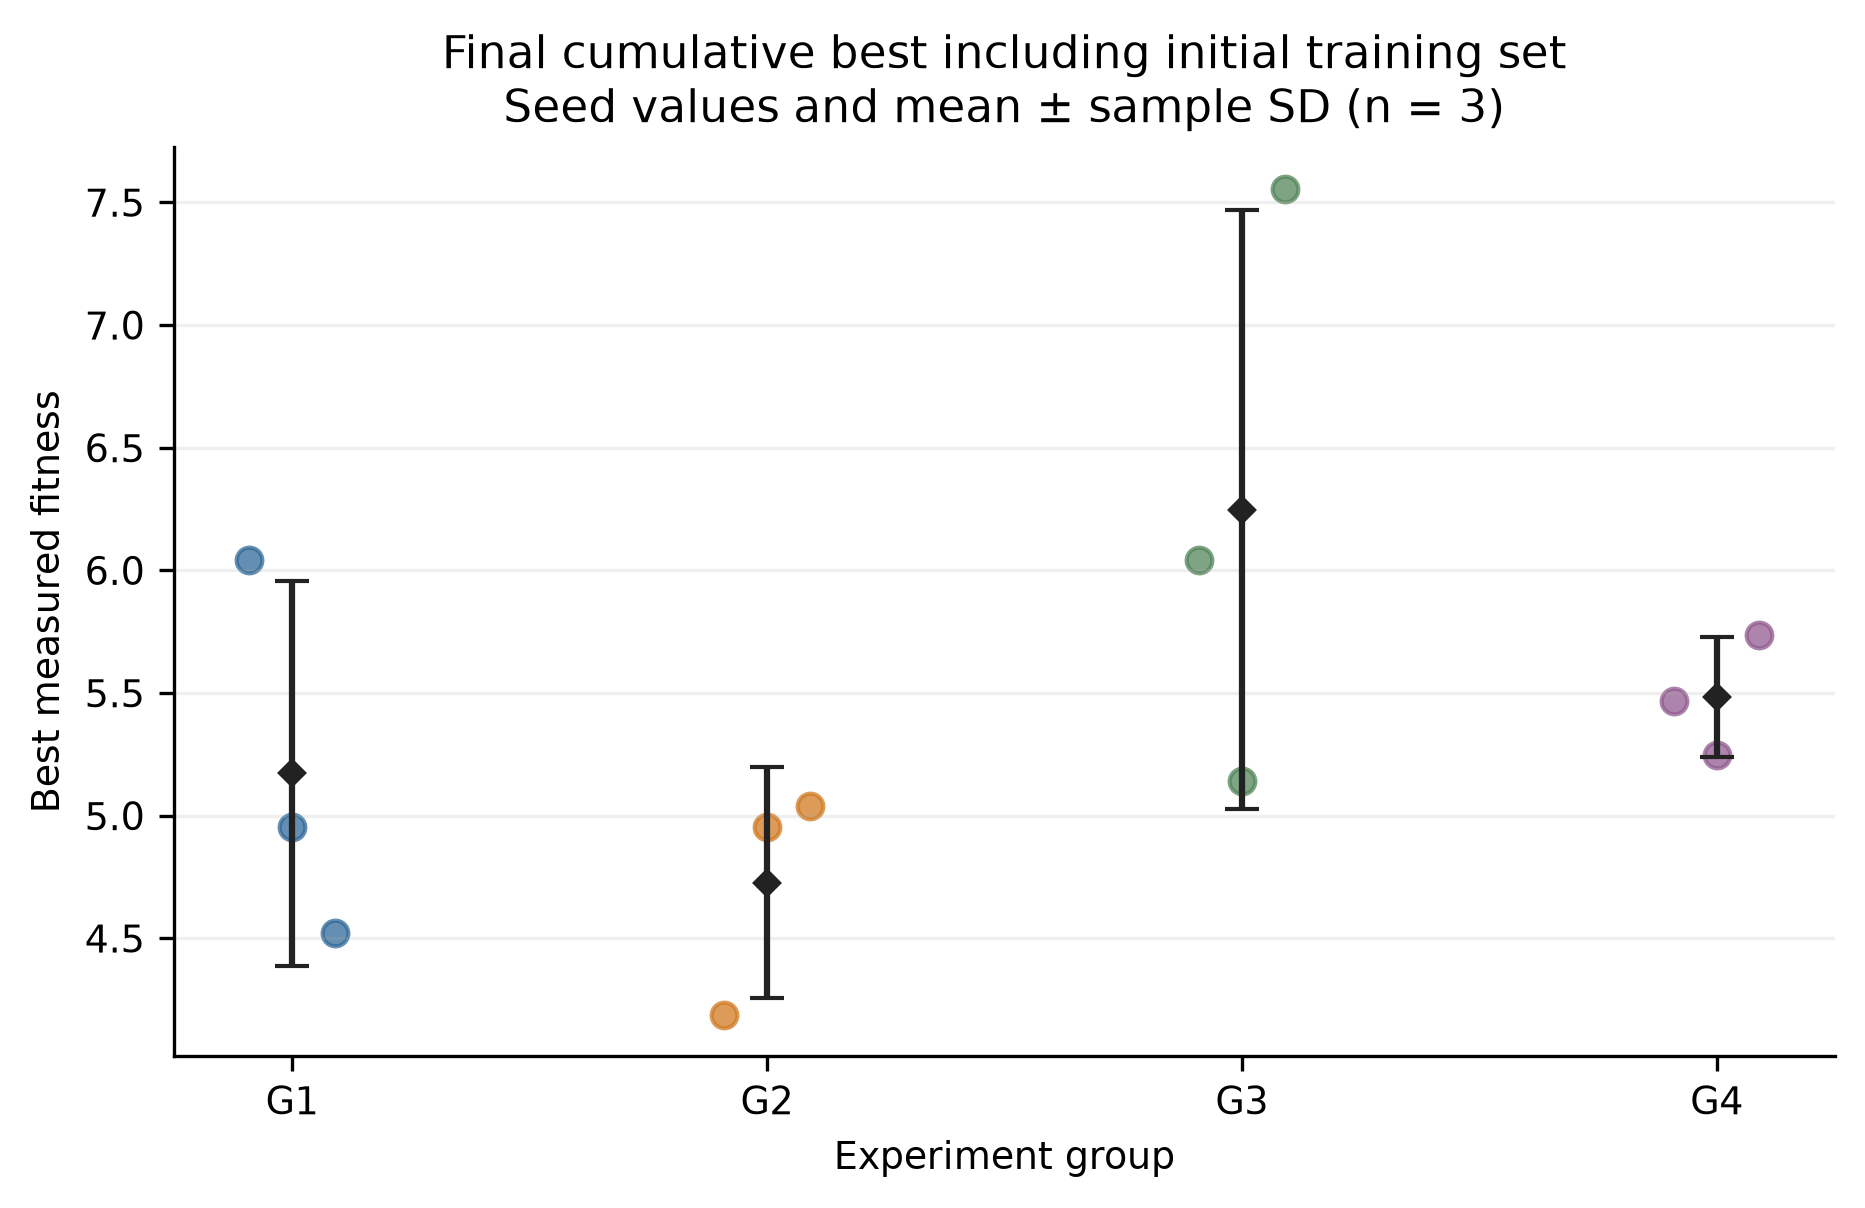 Final cumulative best including initial training set
Seed values and mean ± sample SD (n = 3)
Best measured fitness
7.5
7.0
6.5
6.0
5.5
5.0
4.5
G1
G2
G3
G4
Experiment group